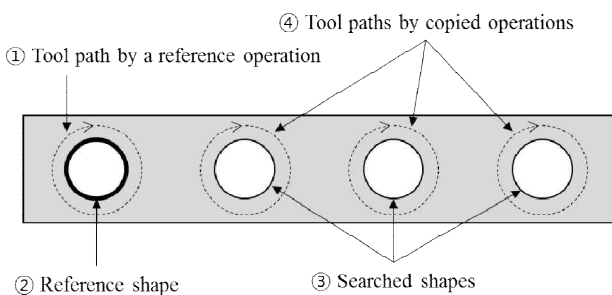 ④ Tool paths by copied operations
① Tool path by a reference operation
② Reference shape
③ Searched shapes